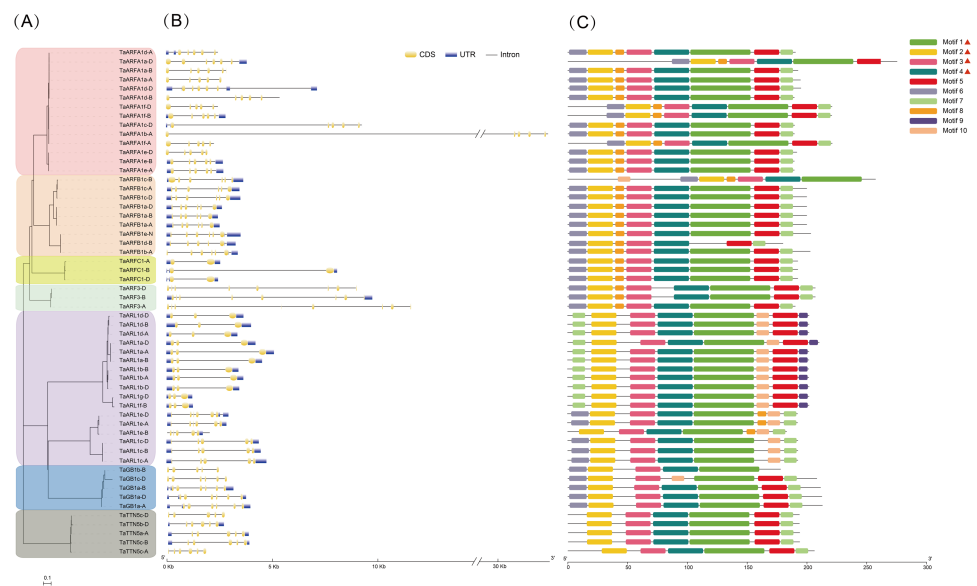 (A)
(B)
(C)
CDS UTR Intron
Motif 1
Motif 2
Motif 3
Motif 4
Motif 5
Motif 6
Motif 7
Motif 8
Motif 9
Motif 10
TaARFA1d-A
TaARFA1a-D
TaARFA1a-B
TaARFA1a-A
TaARFA1d-D
TaARFA1d-B
TaARFA1f-D
TaARFA1f-B
TaARFA1c-D
TaARFA1b-A
TaARFA1f-A
TaARFA1e-D
TaARFA1e-B
TaARFA1e-A
TaARFB1c-B
TaARFB1c-A
TaARFB1c-D
TaARFB1a-D
TaARFB1a-B
TaARFB1a-A
TaARFB1e-N
TaARFB1d-B
TaARFB1b-A
TaARFC1-A
TaARFC1-B
TaARFC1-D
TaARF3-D
TaARF3-B
TaARF3-A
TaARL1d-D
TaARL1d-B
TaARL1d-A
TaARL1a-D
TaARL1a-A
TaARL1a-B
TaARL1b-B
TaARL1b-A
TaARL1b-D
TaARL1g-D
TaARL1f-B
TaARL1e-D
TaARL1e-A
TaARL1e-B
TaARL1c-D
TaARL1c-B
TaARL1c-A
TaGB1b-B
TaGB1c-D
TaGB1a-B
TaGB1a-D
TaGB1a-A
TaTTN5c-D
TaTTN5b-D
TaTTN5a-A
TaTTN5c-B
TaTTN5c-A
5' 3'
0 Kb 5 Kb 10 Kb 30 Kb
0 50 100 150 200 250 300
0.1